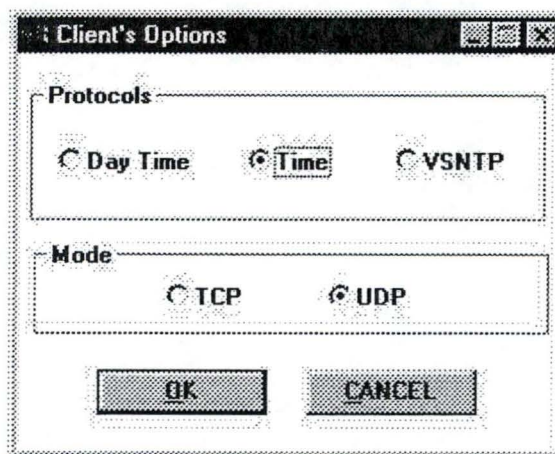 Client's Options
Protocols
Day Time Time VSNTP
Mode
TCP UDP
OK CANCEL